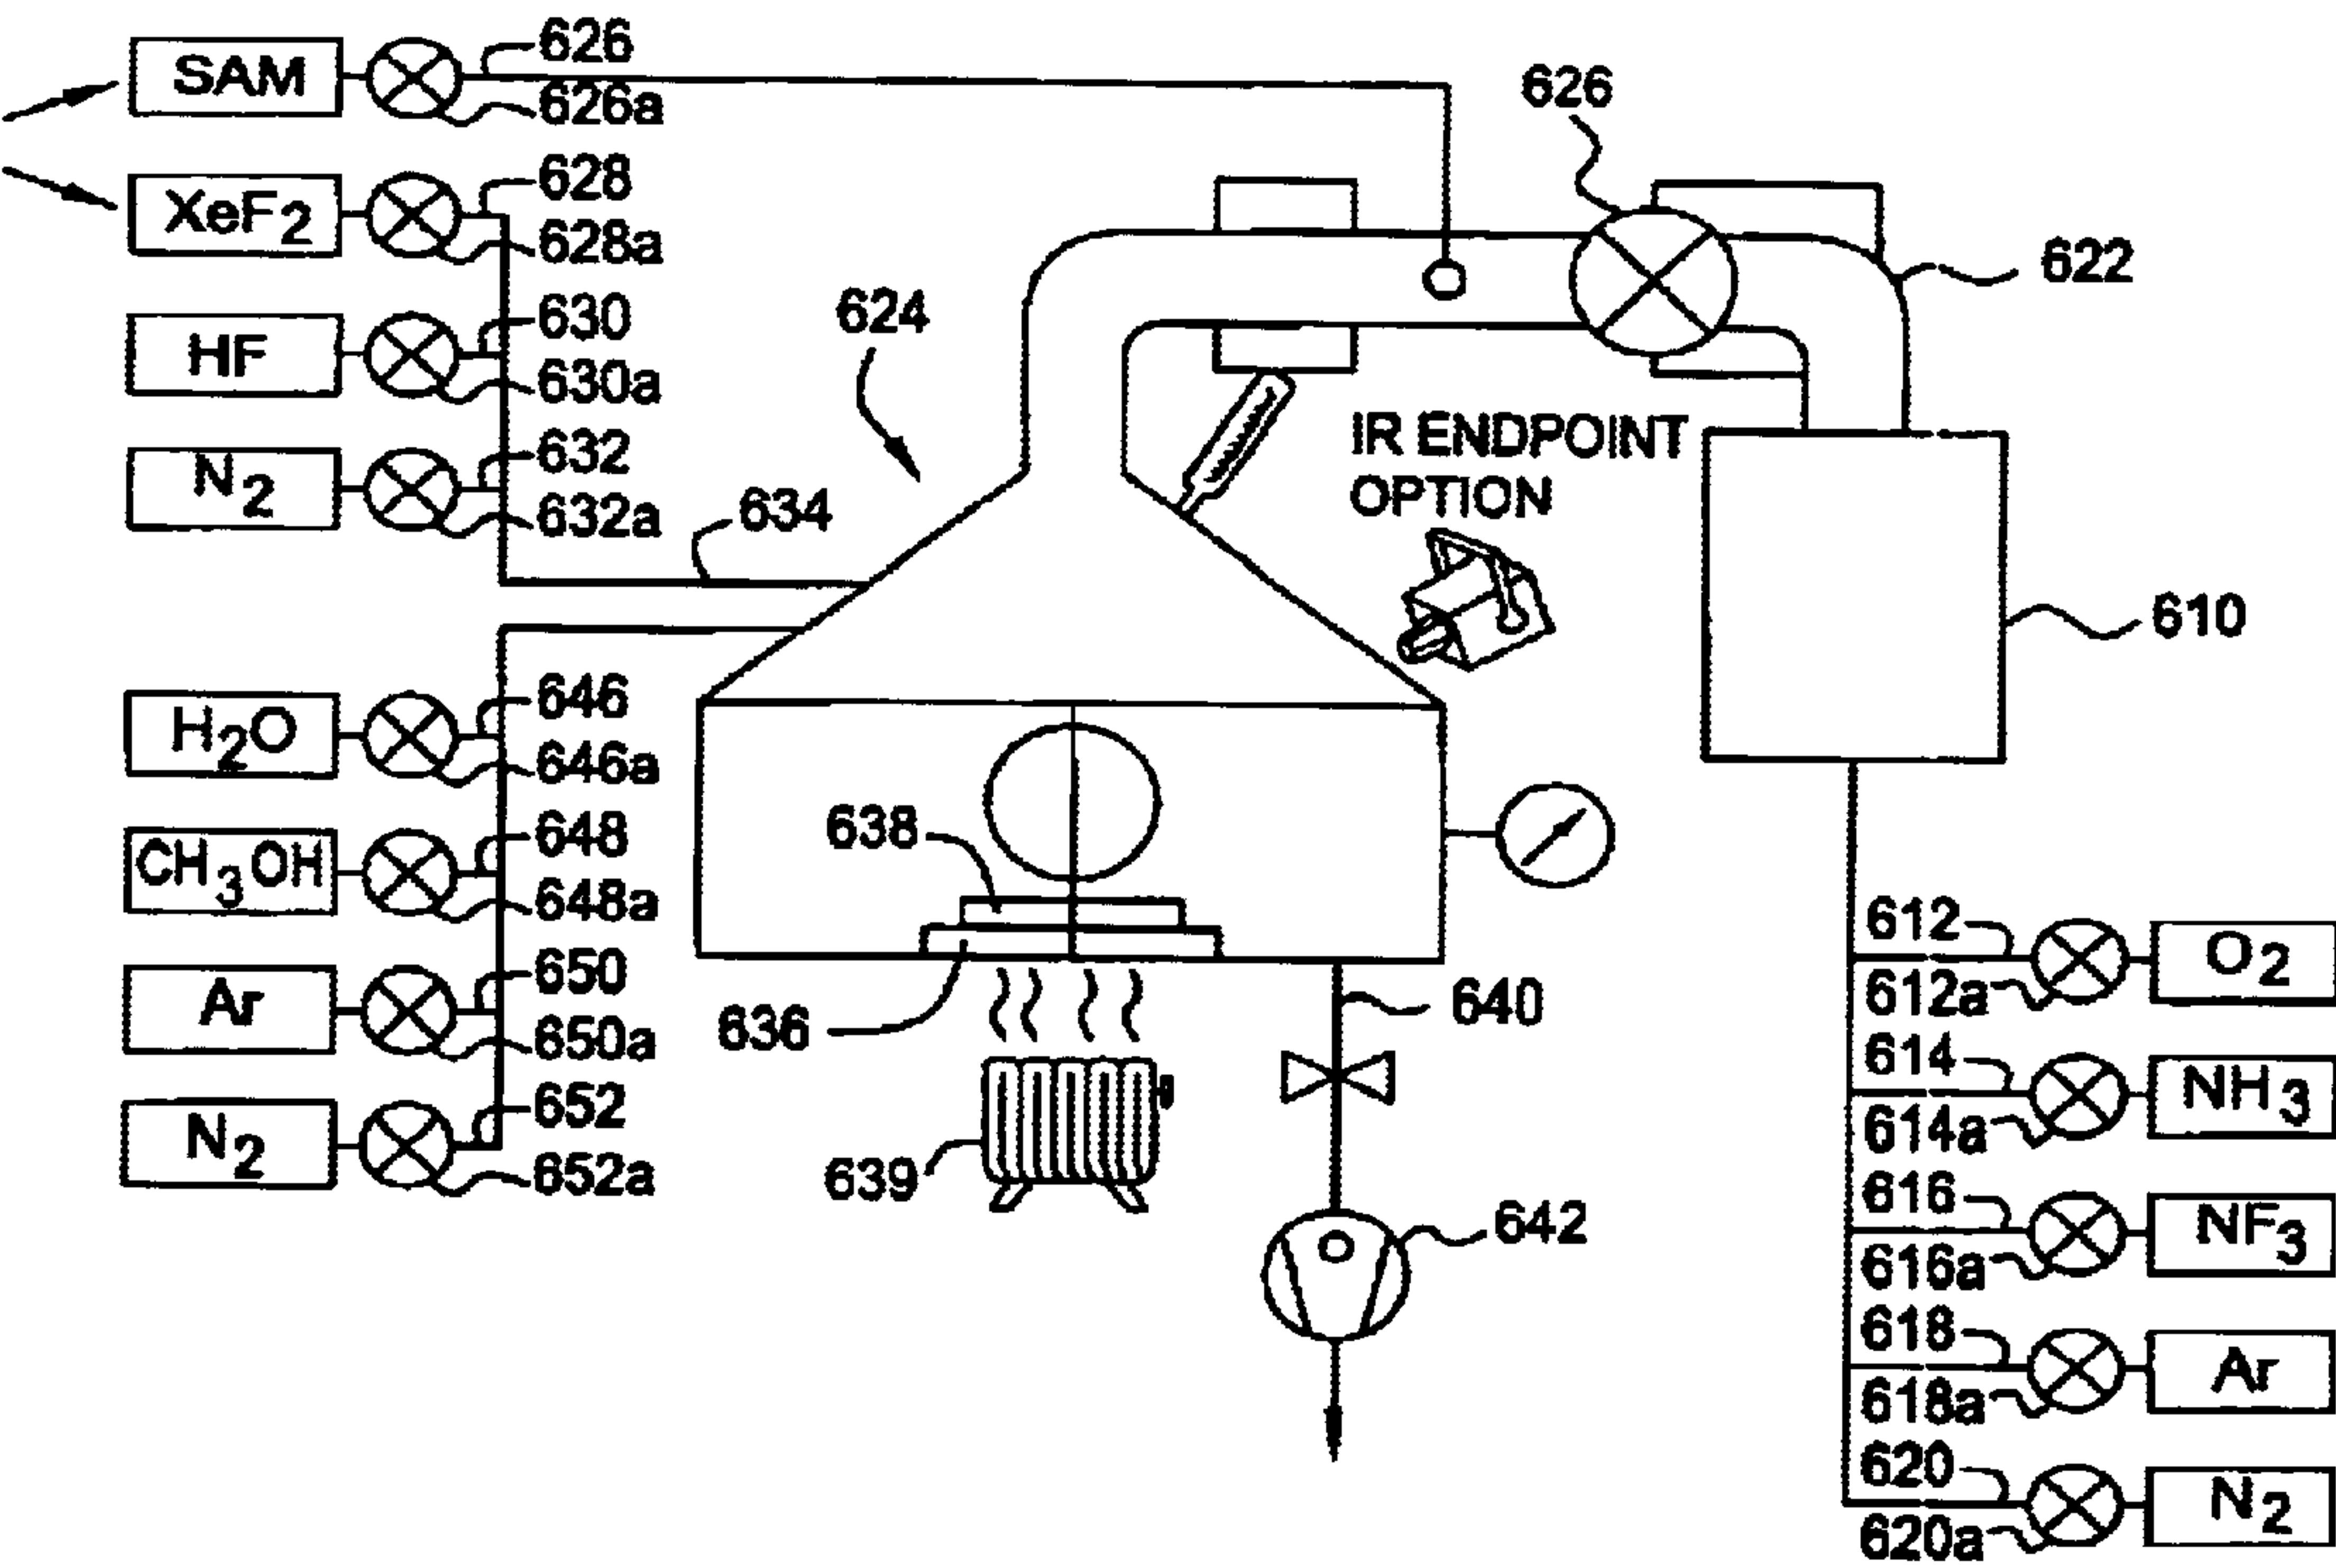 SAM
626
626a
626
XeF2
628
628a
622
HF
630
630a
624
IR ENDPOINT
OPTION
N2
632
632a
634
610
H2O
646
646a
638
CH3OH
648
648a
612
O2
612a
Ar
650
650a
636
640
614
NH3
614a
N2
652
652a
639
616
NF3
616a
642
618
Ar
618a
620
N2
620a